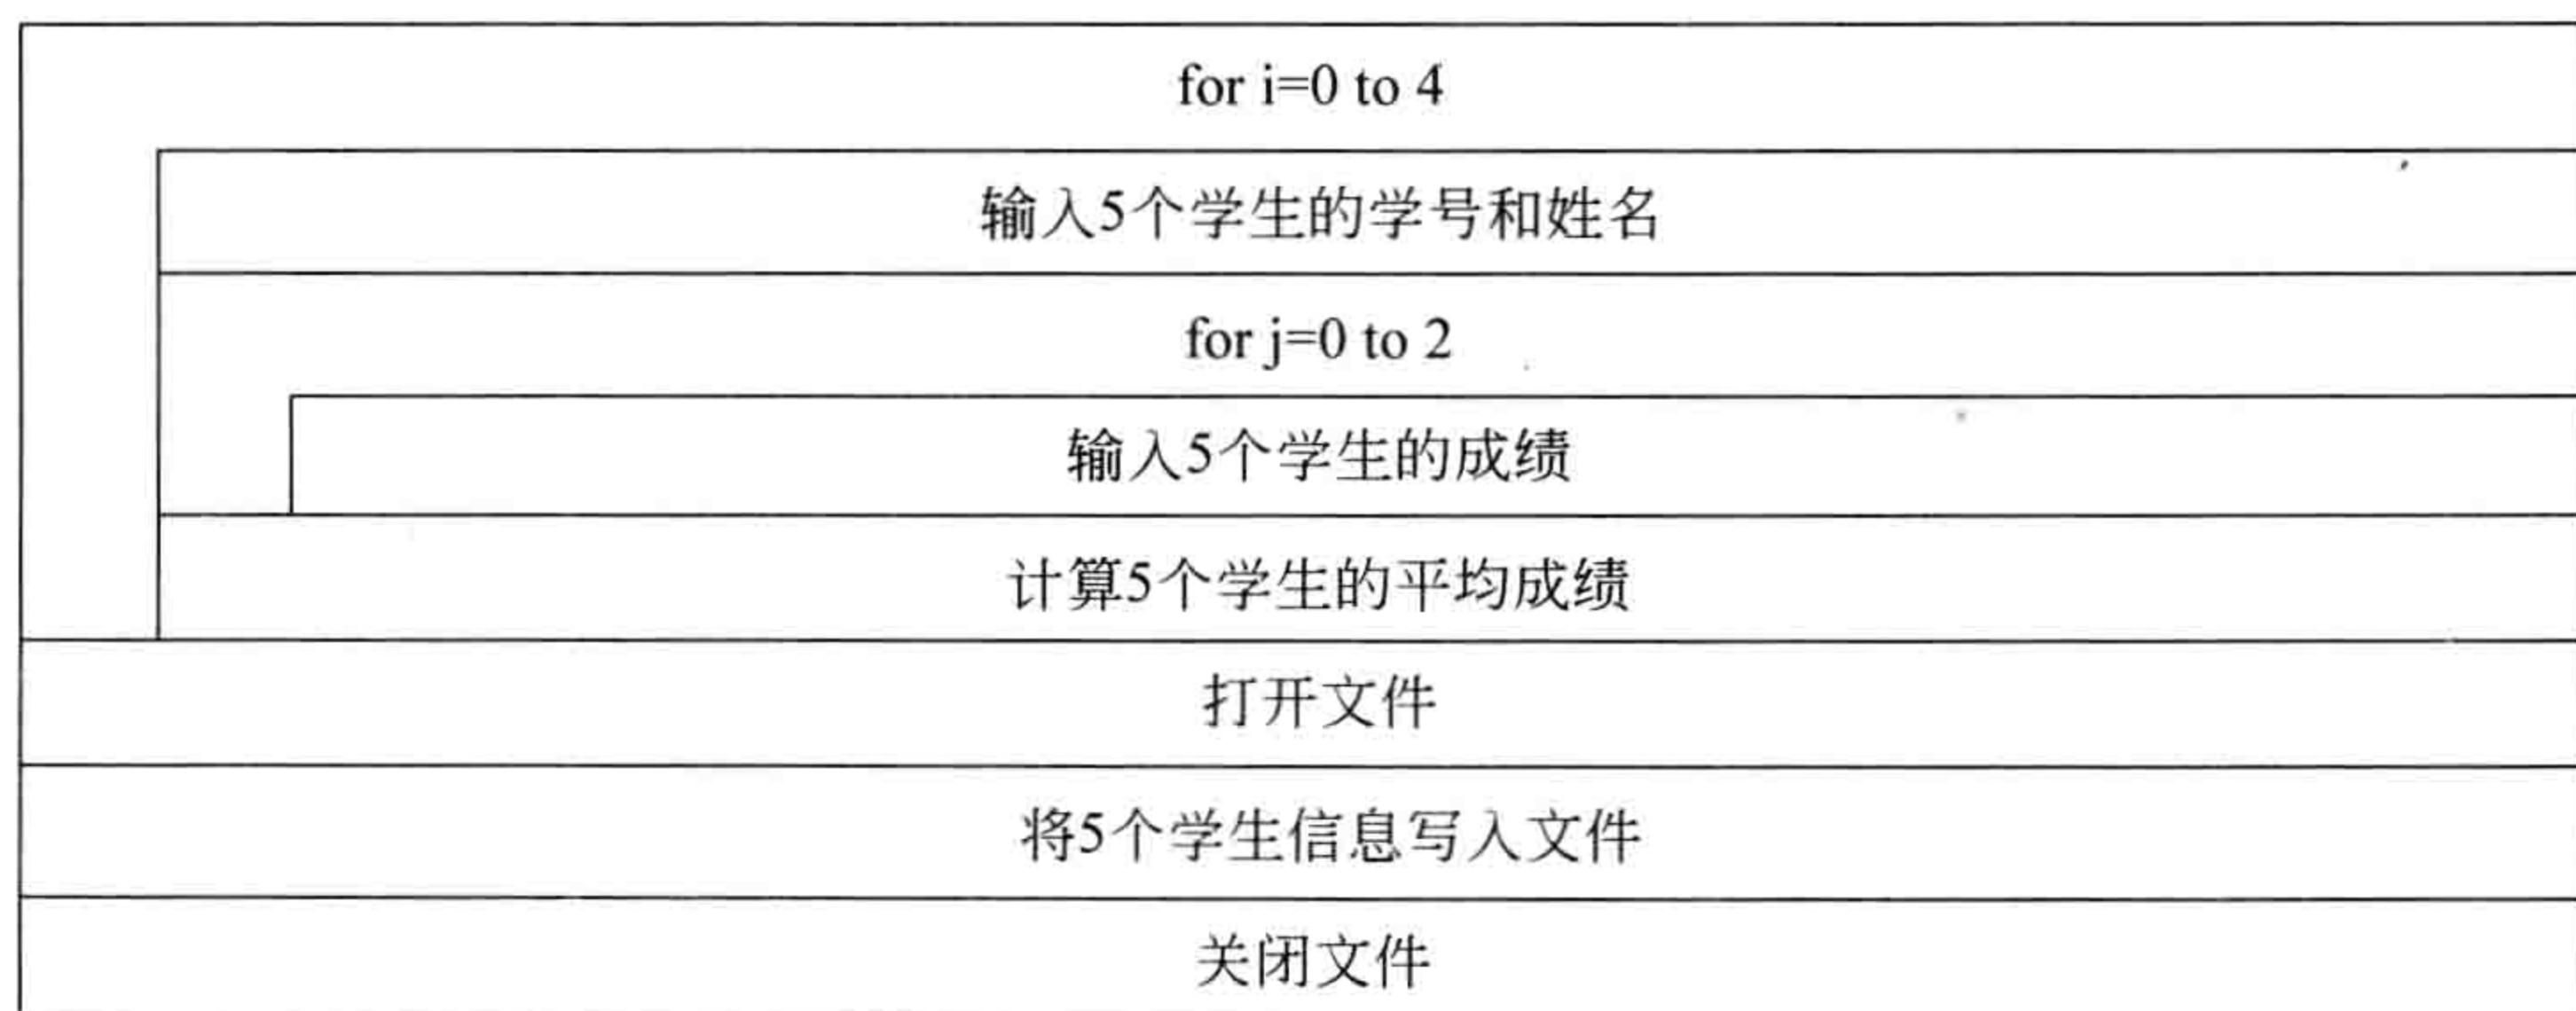 for i=0 to 4
输入5个学生的学号和姓名
for j=0 to 2
输入5个学生的成绩
计算5个学生的平均成绩
打开文件
将5个学生信息写入文件
关闭文件